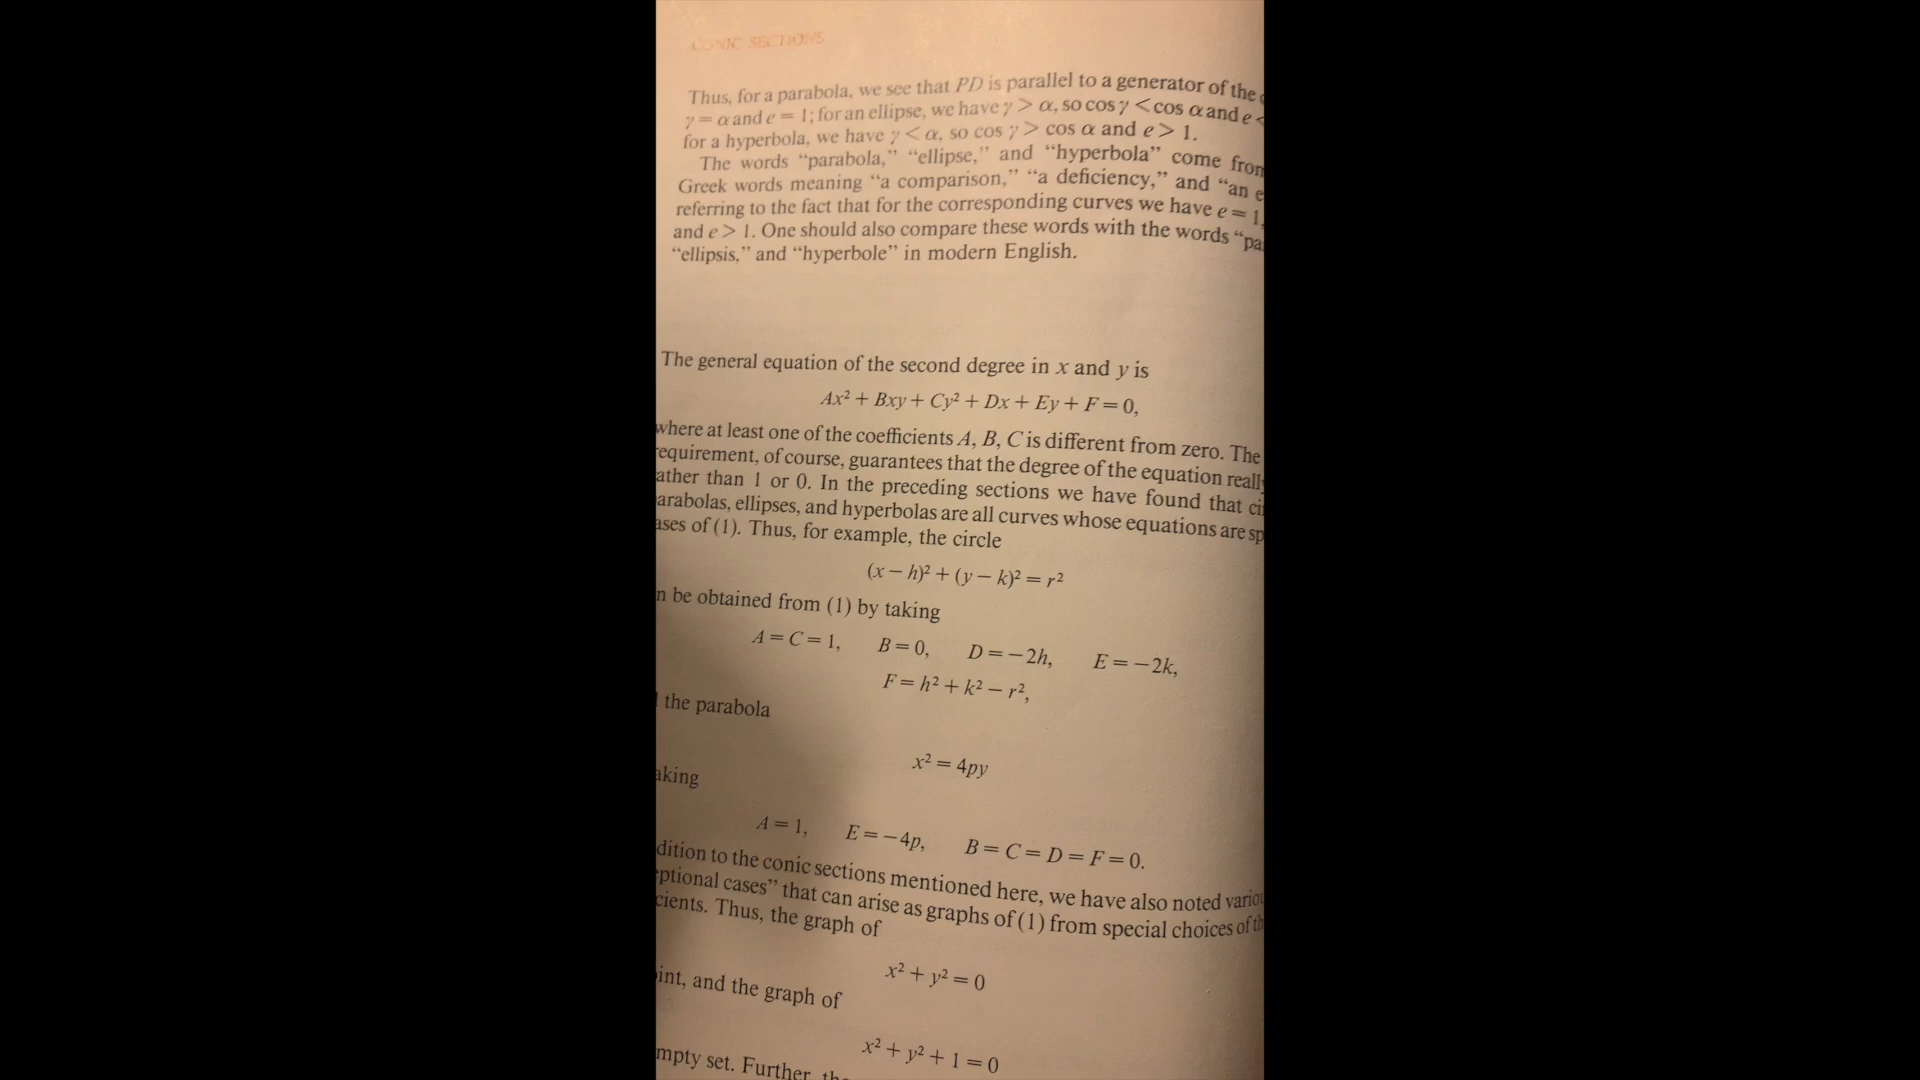 CONIC SECTIONS
Thus, for a parabola, we see that PD is parallel to a generator of the
γ = α and e = 1; for an ellipse, we have γ > α, so cos γ < cos α and e <
for a hyperbola, we have γ < α, so cos γ > cos α and e > 1.
The words “parabola,” “ellipse,” and “hyperbola” come from
Greek words meaning “a comparison,” “a deficiency,” and “an e
referring to the fact that for the corresponding curves we have e = 1,
and e > 1. One should also compare these words with the words “pa
“ellipsis,” and “hyperbole” in modern English.
The general equation of the second degree in x and y is
Ax² + Bxy + Cy² + Dx + Ey + F = 0,
where at least one of the coefficients A, B, C is different from zero. The
equirement, of course, guarantees that the degree of the equation reall
ather than 1 or 0. In the preceding sections we have found that ci
arabolas, ellipses, and hyperbolas are all curves whose equations are sp
ases of (1). Thus, for example, the circle
(x − h)² + (y − k)² = r²
n be obtained from (1) by taking
A = C = 1, B = 0, D = −2h, E = −2k,
F = h² + k² − r²,
the parabola
x² = 4py
aking
A = 1, E = −4p, B = C = D = F = 0.
dition to the conic sections mentioned here, we have also noted variou
eptional cases” that can arise as graphs of (1) from special choices of th
cients. Thus, the graph of
x² + y² = 0
int, and the graph of
x² + y² + 1 = 0
mpty set. Further, th